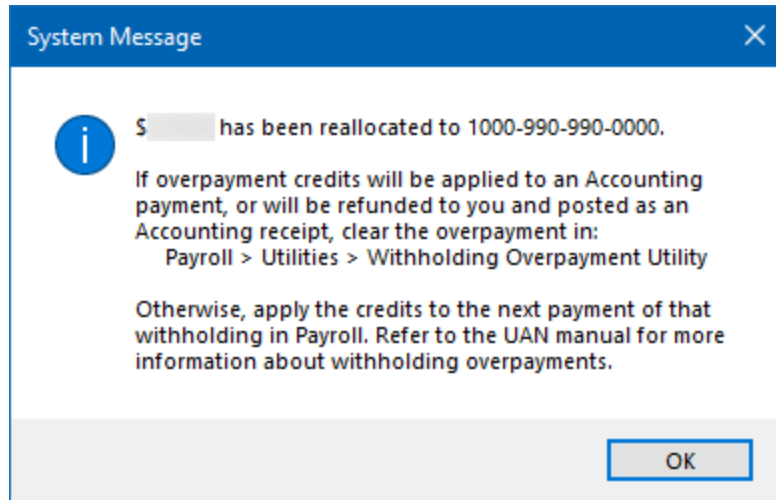 System Message
$ has been reallocated to 1000-990-990-0000.
If overpayment credits will be applied to an Accounting
payment, or will be refunded to you and posted as an
Accounting receipt, clear the overpayment in:
Payroll > Utilities > Withholding Overpayment Utility
Otherwise, apply the credits to the next payment of that
withholding in Payroll. Refer to the UAN manual for more
information about withholding overpayments.
OK